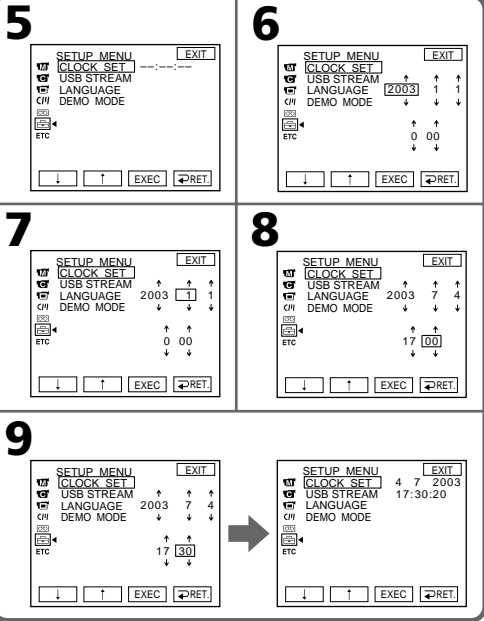 5
SETUP MENU EXIT
CLOCK SET --:--:--
USB STREAM
LANGUAGE
DEMO MODE
ETC
↓ ↑ EXEC RET.
6
SETUP MENU EXIT
CLOCK SET
USB STREAM
LANGUAGE 2003 1 1
DEMO MODE
ETC 0 00
↓ ↑ EXEC RET.
7
SETUP MENU EXIT
CLOCK SET
USB STREAM
LANGUAGE 2003 1 1
DEMO MODE
ETC 0 00
↓ ↑ EXEC RET.
8
SETUP MENU EXIT
CLOCK SET
USB STREAM
LANGUAGE 2003 7 4
DEMO MODE
ETC 17 00
↓ ↑ EXEC RET.
9
SETUP MENU EXIT
CLOCK SET
USB STREAM
LANGUAGE 2003 7 4
DEMO MODE
ETC 17 30
↓ ↑ EXEC RET.
SETUP MENU EXIT
CLOCK SET 4 7 2003
USB STREAM 17:30:20
LANGUAGE
DEMO MODE
ETC
↓ ↑ EXEC RET.